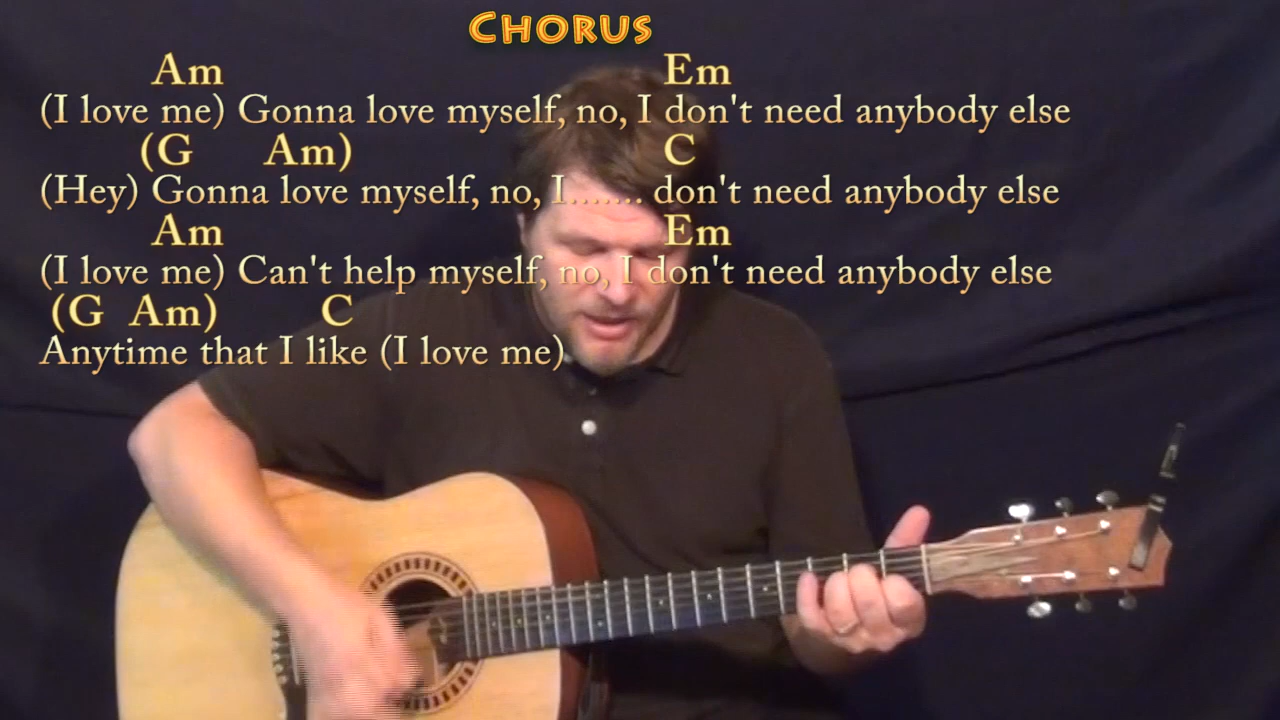 CHORUS
Am Em
(I love me) Gonna love myself, no, I don't need anybody else
(G Am) C
(Hey) Gonna love myself, no, I....... don't need anybody else
Am Em
(I love me) Can't help myself, no, I don't need anybody else
(G Am) C
Anytime that I like (I love me)